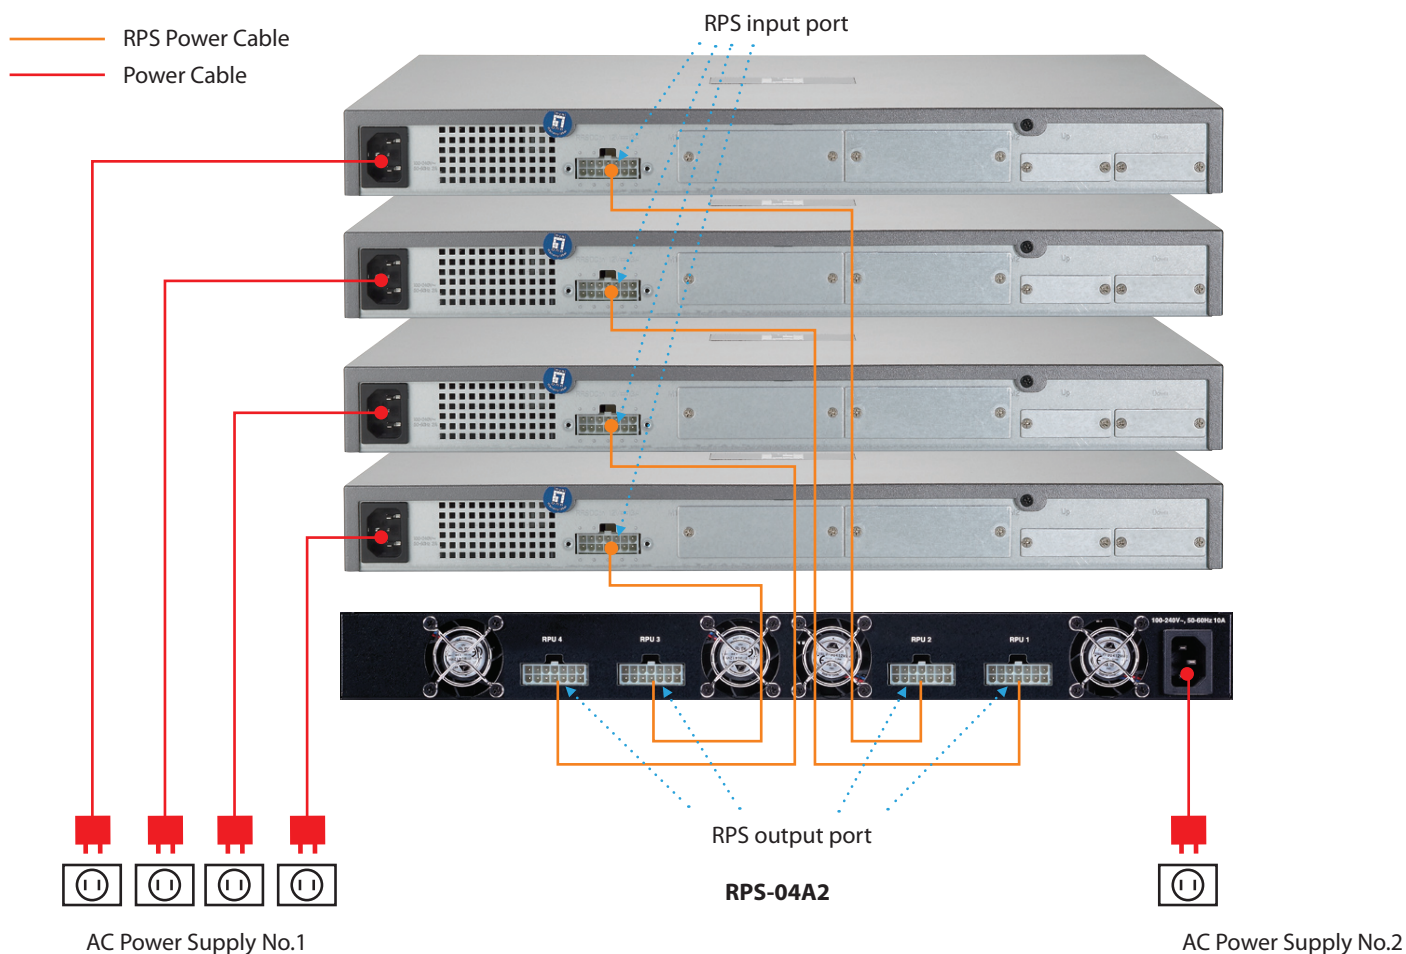 RPS input port
RPS Power Cable
Power Cable
RPU 4
RPU 3
RPU 2
RPU 1
100-240V~, 50-60Hz 10A
RPS output port
RPS-04A2
AC Power Supply No.1
AC Power Supply No.2